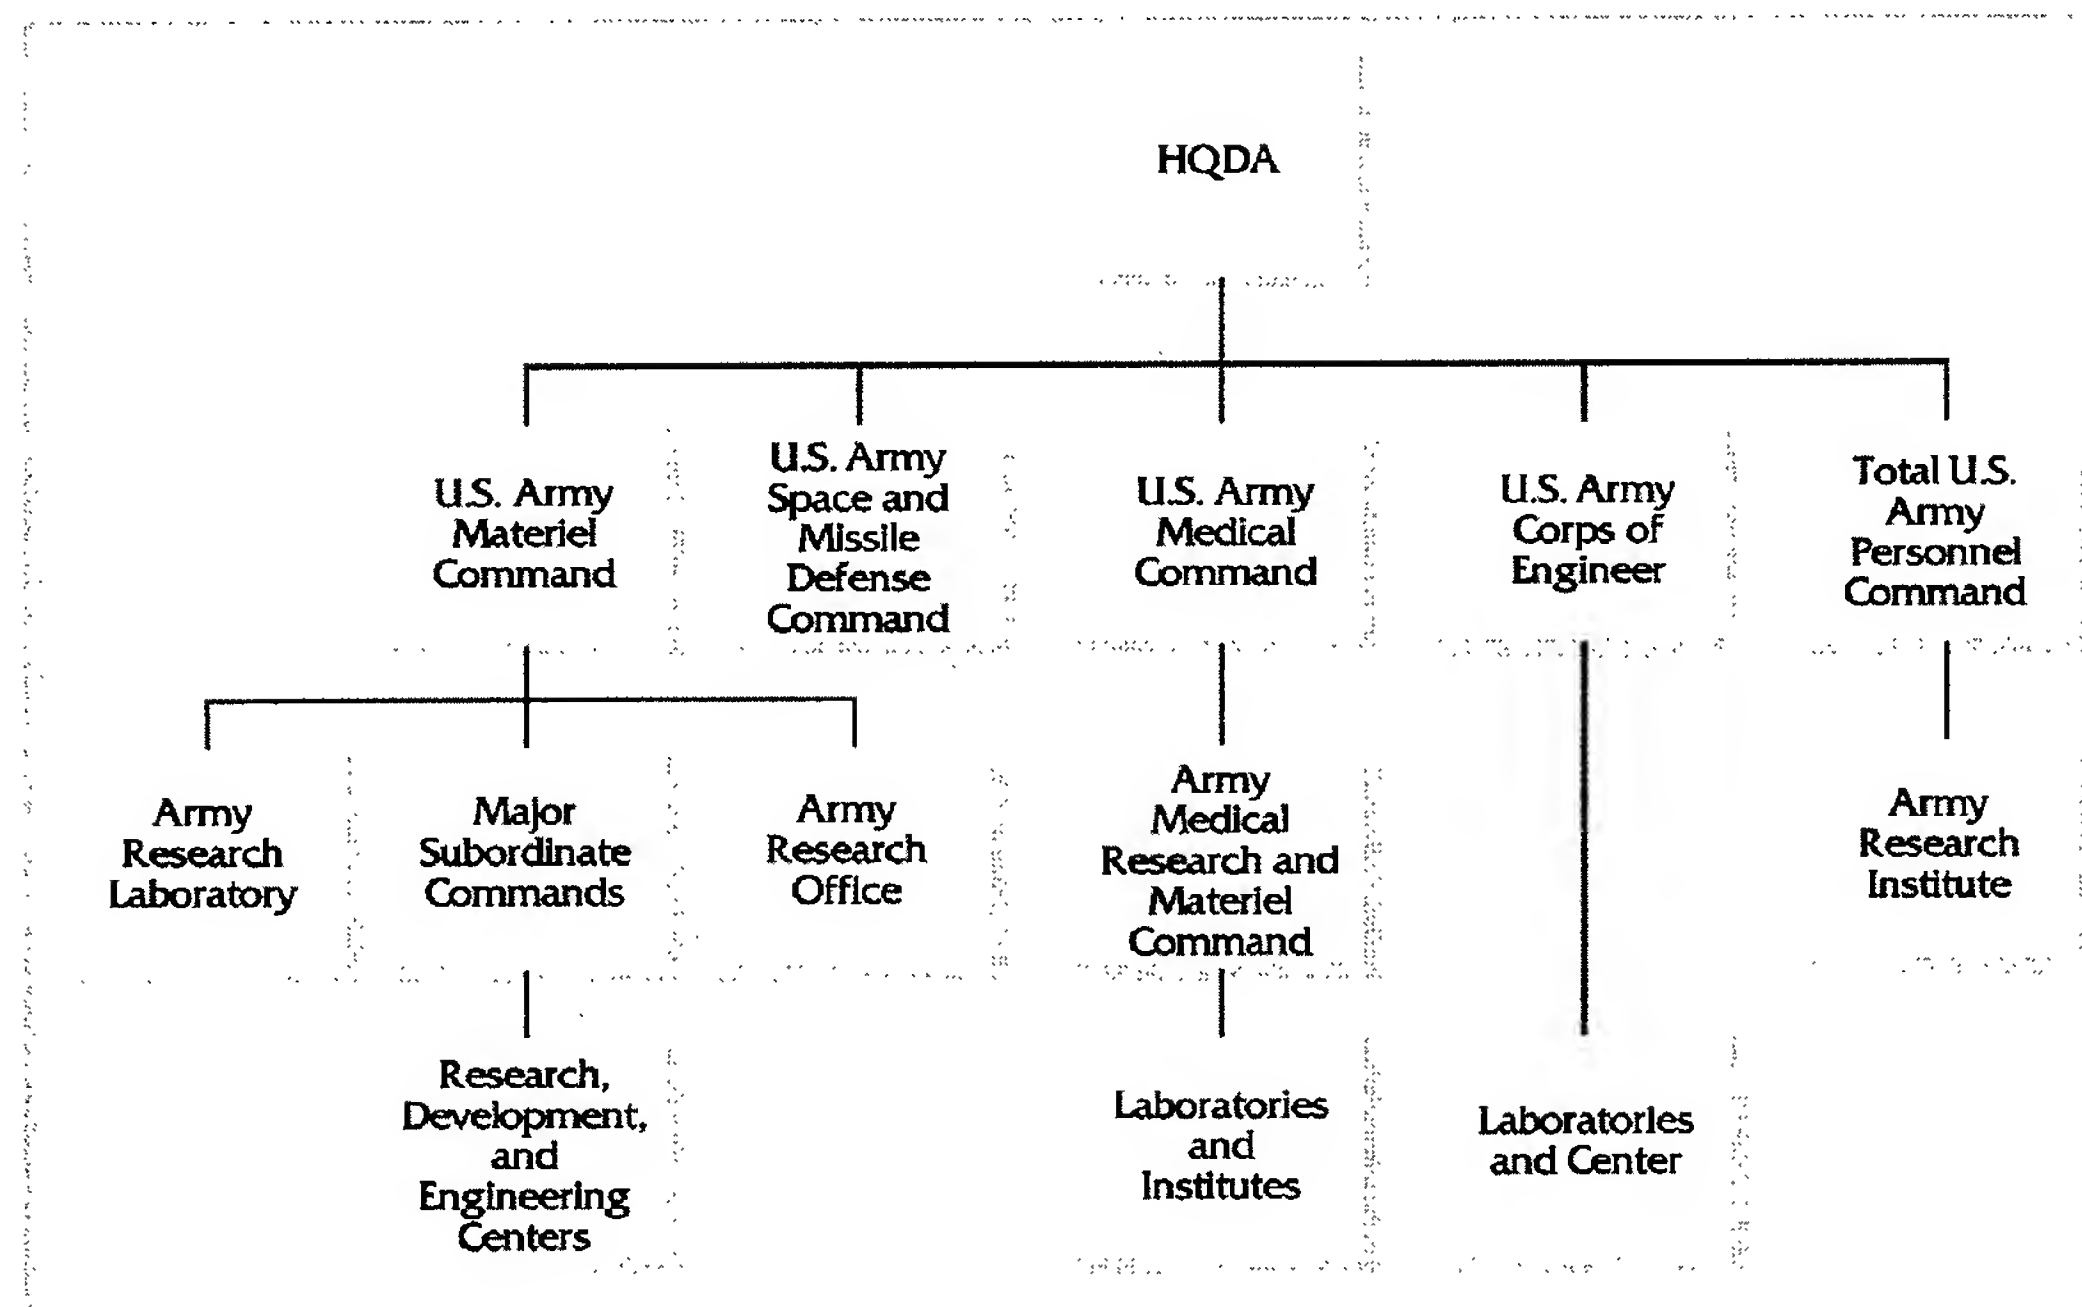 HQDA
U.S. Army
Materiel
Command
U.S. Army
Space and
Missile
Defense
Command
U.S. Army
Medical
Command
U.S. Army
Corps of
Engineer
Total U.S.
Army
Personnel
Command
Army
Research
Laboratory
Major
Subordinate
Commands
Army
Research
Office
Army
Medical
Research and
Materiel
Command
Army
Research
Institute
Research,
Development,
and
Engineering
Centers
Laboratories
and
Institutes
Laboratories
and Center